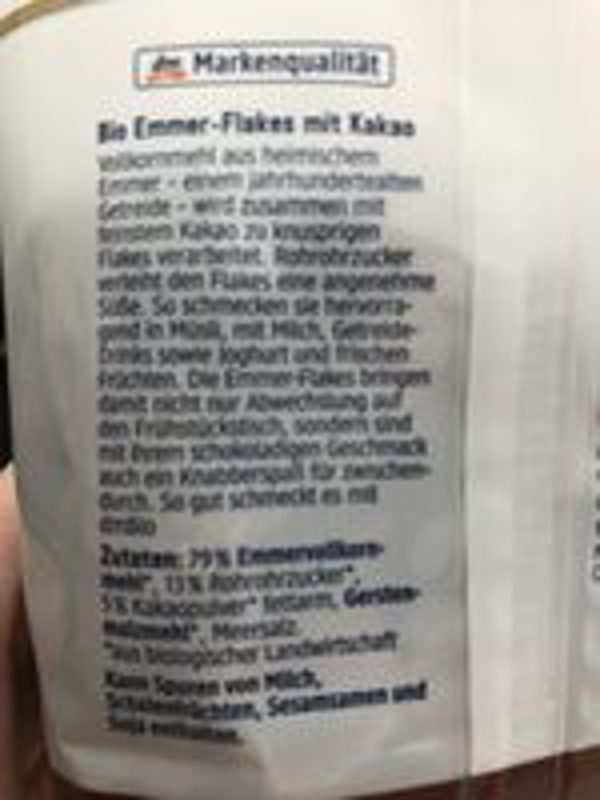 dm Markenqualität
Bio Emmer-Flakes mit Kakao
Vollkornmehl aus heimischem
Emmer – einem jahrhundertealten
Getreide – wird zusammen mit
feinstem Kakao zu knusprigen
Flakes verarbeitet. Rohrohrzucker
verleiht den Flakes eine angenehme
Süße. So schmecken sie hervorra-
gend in Müsli, mit Milch, Getreide-
Drinks sowie Joghurt und frischen
Früchten. Die Emmer-Flakes bringen
damit nicht nur Abwechslung auf
den Frühstückstisch, sondern sind
mit ihrem schokoladigen Geschmack
auch ein Knabberspaß für zwischen-
durch. So gut schmeckt es mit
dmBio
Zutaten: 79 % Emmervollkorn-
mehl*, 13 % Rohrohrzucker*,
5 % Kakaopulver* fettarm, Gersten-
malzmehl*, Meersalz.
*aus biologischer Landwirtschaft
Kann Spuren von Milch,
Schalenfrüchten, Sesamsamen und
Soja enthalten.